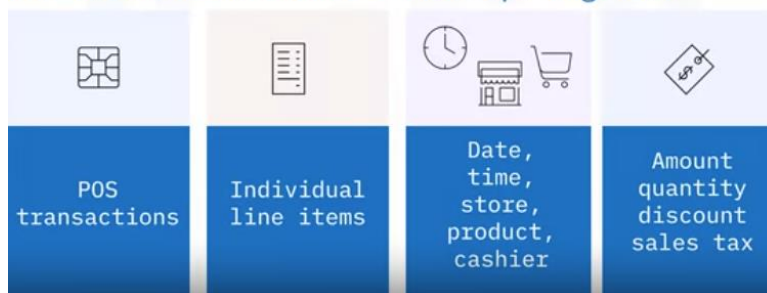 POS
transactions
Individual
line items
Date,
time,
store,
product,
cashier
Amount
quantity
discount
sales tax